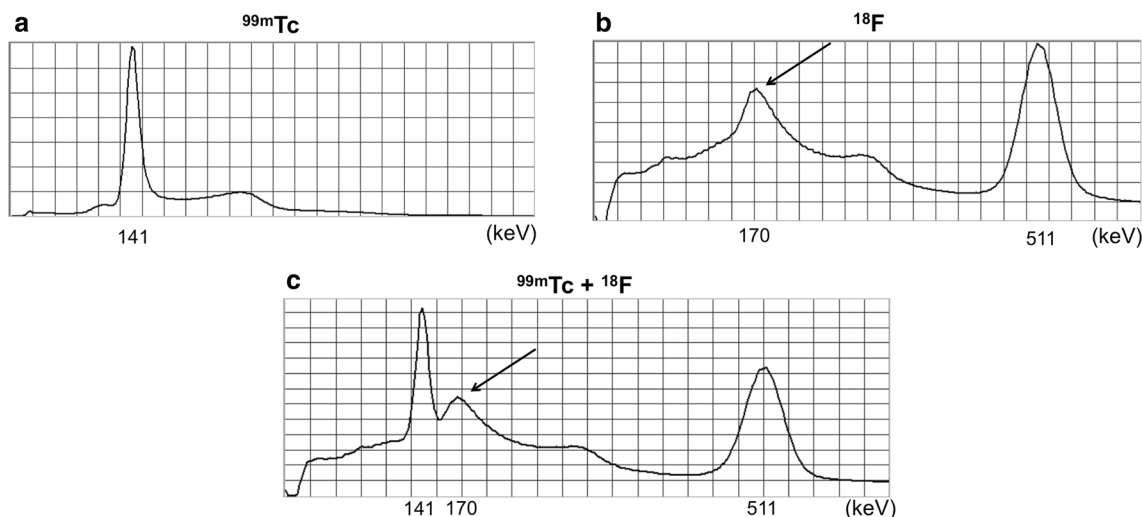 a
⁹⁹ᵐTc
141
(keV)
b
¹⁸F
170
511
(keV)
c
⁹⁹ᵐTc + ¹⁸F
141
170
511
(keV)